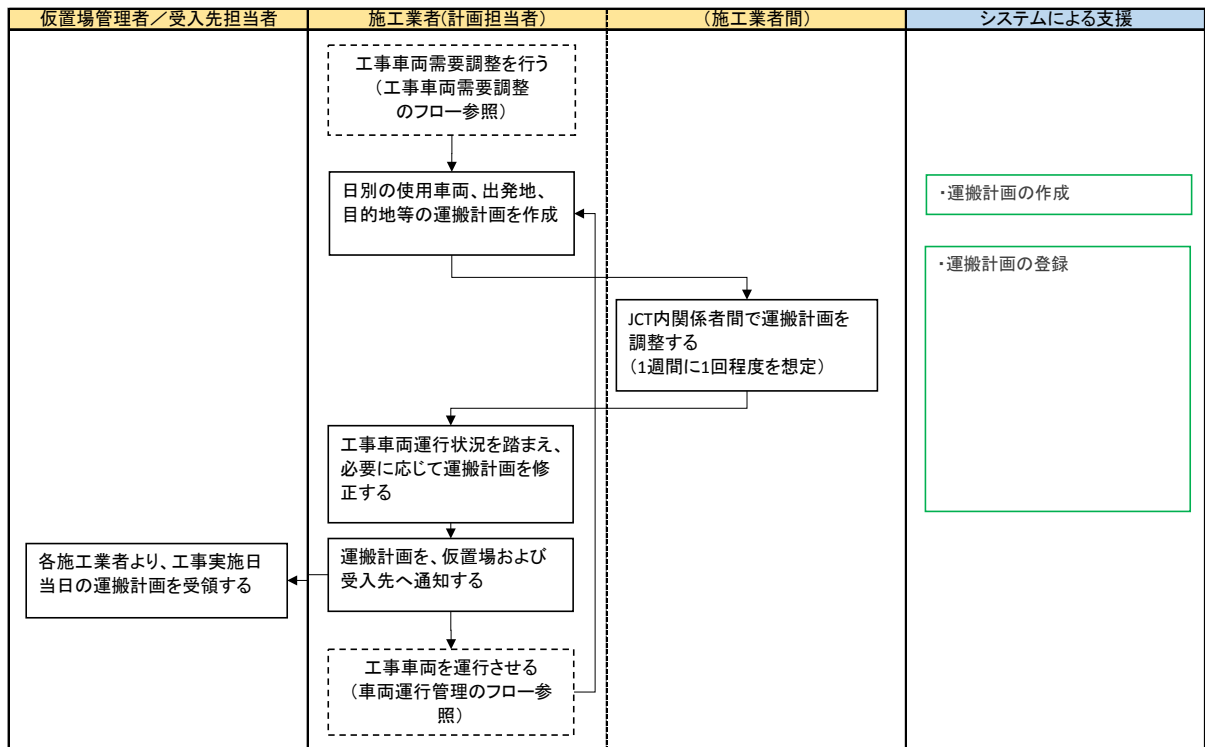 仮置場管理者／受入先担当者
施工業者(計画担当者)
(施工業者間)
システムによる支援
工事車両需要調整を行う
(工事車両需要調整
のフロー参照)
日別の使用車両、出発地、
目的地等の運搬計画を作成
・運搬計画の作成
・運搬計画の登録
JCT内関係者間で運搬計画を
調整する
(1週間に1回程度を想定)
工事車両運行状況を踏まえ、
必要に応じて運搬計画を修
正する
運搬計画を、仮置場および
受入先へ通知する
各施工業者より、工事実施日
当日の運搬計画を受領する
工事車両を運行させる
(車両運行管理のフロー参
照)